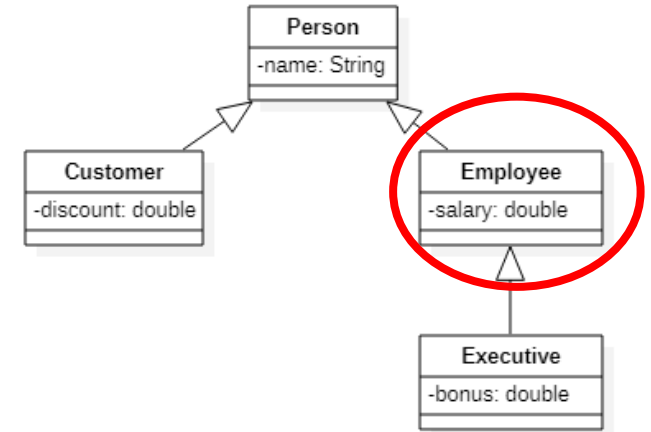 Person
-name: String
Customer
-discount: double
Employee
-salary: double
Executive
-bonus: double